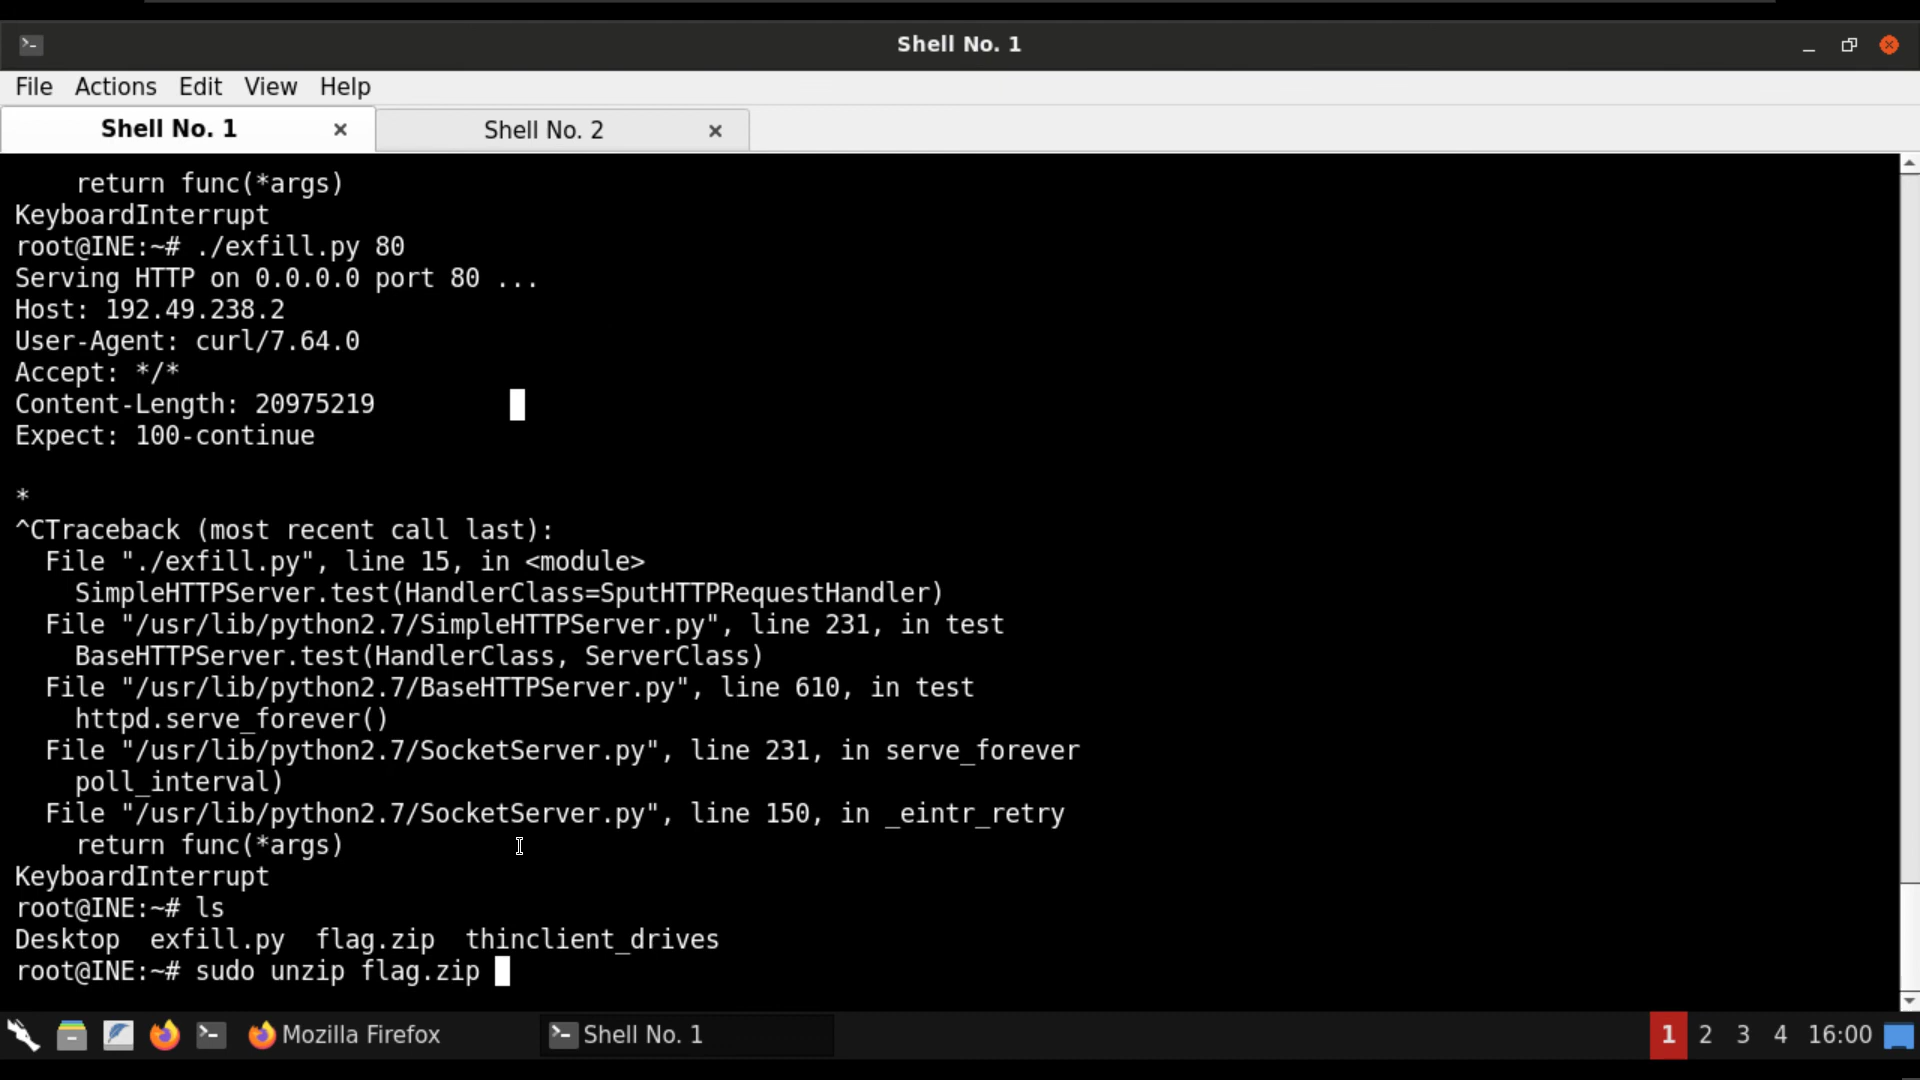 Shell No. 1
File Actions Edit View Help
Shell No. 1 × Shell No. 2 ×
    return func(*args)
KeyboardInterrupt
root@INE:~# ./exfill.py 80
Serving HTTP on 0.0.0.0 port 80 ...
Host: 192.49.238.2
User-Agent: curl/7.64.0
Accept: */*
Content-Length: 20975219
Expect: 100-continue

*
^CTraceback (most recent call last):
  File "./exfill.py", line 15, in <module>
    SimpleHTTPServer.test(HandlerClass=SputHTTPRequestHandler)
  File "/usr/lib/python2.7/SimpleHTTPServer.py", line 231, in test
    BaseHTTPServer.test(HandlerClass, ServerClass)
  File "/usr/lib/python2.7/BaseHTTPServer.py", line 610, in test
    httpd.serve_forever()
  File "/usr/lib/python2.7/SocketServer.py", line 231, in serve_forever
    poll_interval)
  File "/usr/lib/python2.7/SocketServer.py", line 150, in _eintr_retry
    return func(*args)
KeyboardInterrupt
root@INE:~# ls
Desktop  exfill.py  flag.zip  thinclient_drives
root@INE:~# sudo unzip flag.zip
Mozilla Firefox Shell No. 1 1 2 3 4 16:00